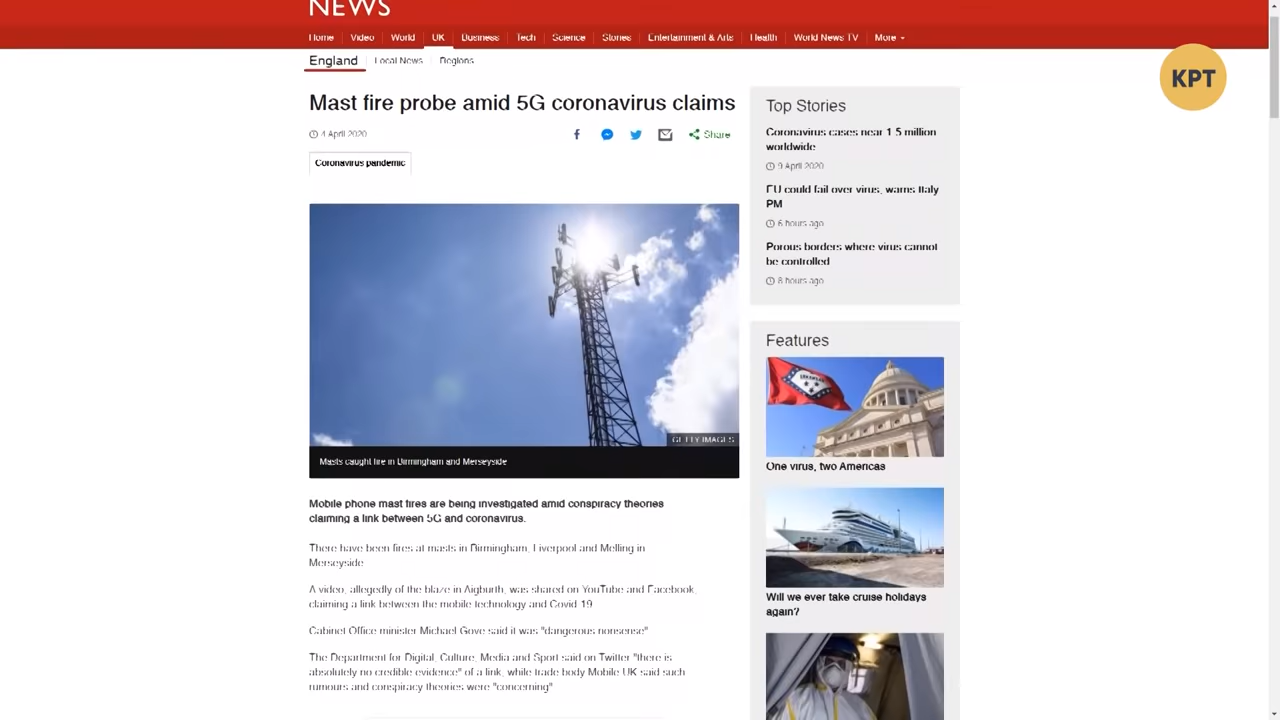 NEWS
Home
Video
World
UK
Business
Tech
Science
Stories
Entertainment & Arts
Health
World News TV
More
England
Local News
Regions
KPT
Mast fire probe amid 5G coronavirus claims
4 April 2020
Share
Coronavirus pandemic
GETTY IMAGES
Masts caught fire in Birmingham and Merseyside
Mobile phone mast fires are being investigated amid conspiracy theories
claiming a link between 5G and coronavirus.
There have been fires at masts in Birmingham, Liverpool and Melling in
Merseyside
A video, allegedly of the blaze in Aigburth, was shared on YouTube and Facebook,
claiming a link between the mobile technology and Covid-19
Cabinet Office minister Michael Gove said it was "dangerous nonsense"
The Department for Digital, Culture, Media and Sport said on Twitter "there is
absolutely no credible evidence" of a link, while trade body Mobile UK said such
rumours and conspiracy theories were "concerning"
Top Stories
Coronavirus cases near 1.5 million
worldwide
9 April 2020
EU could fail over virus, warns Italy
PM
6 hours ago
Porous borders where virus cannot
be controlled
8 hours ago
Features
ARKANSAS
One virus, two Americas
Will we ever take cruise holidays
again?